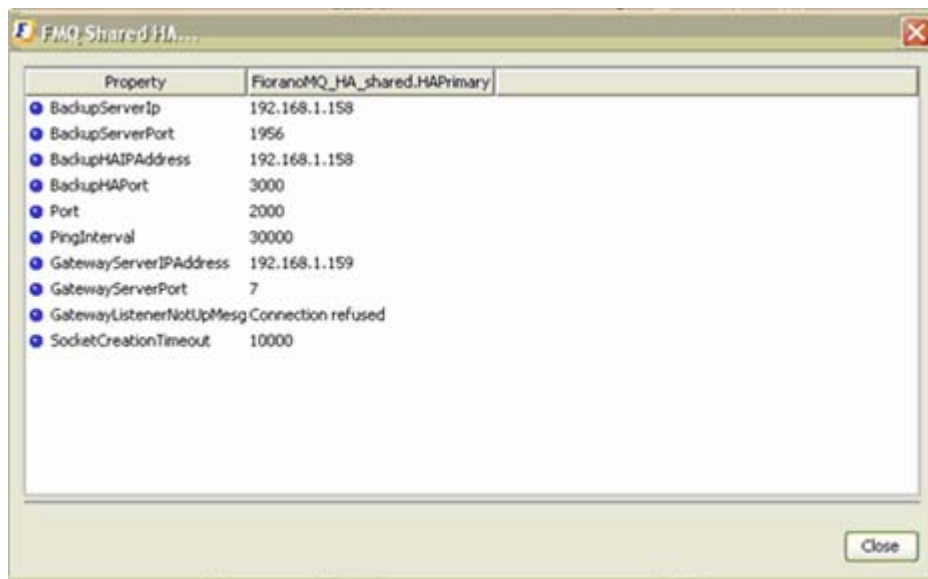 FMQ Shared HA...
Property FioranoMQ_HA_shared.HAPrimary
BackupServerIp 192.168.1.158
BackupServerPort 1956
BackupHAIPAddress 192.168.1.158
BackupHAPort 3000
Port 2000
PingInterval 30000
GatewayServerIPAddress 192.168.1.159
GatewayServerPort 7
GatewayListenerNotUpMesg Connection refused
SocketCreationTimeout 10000
Close